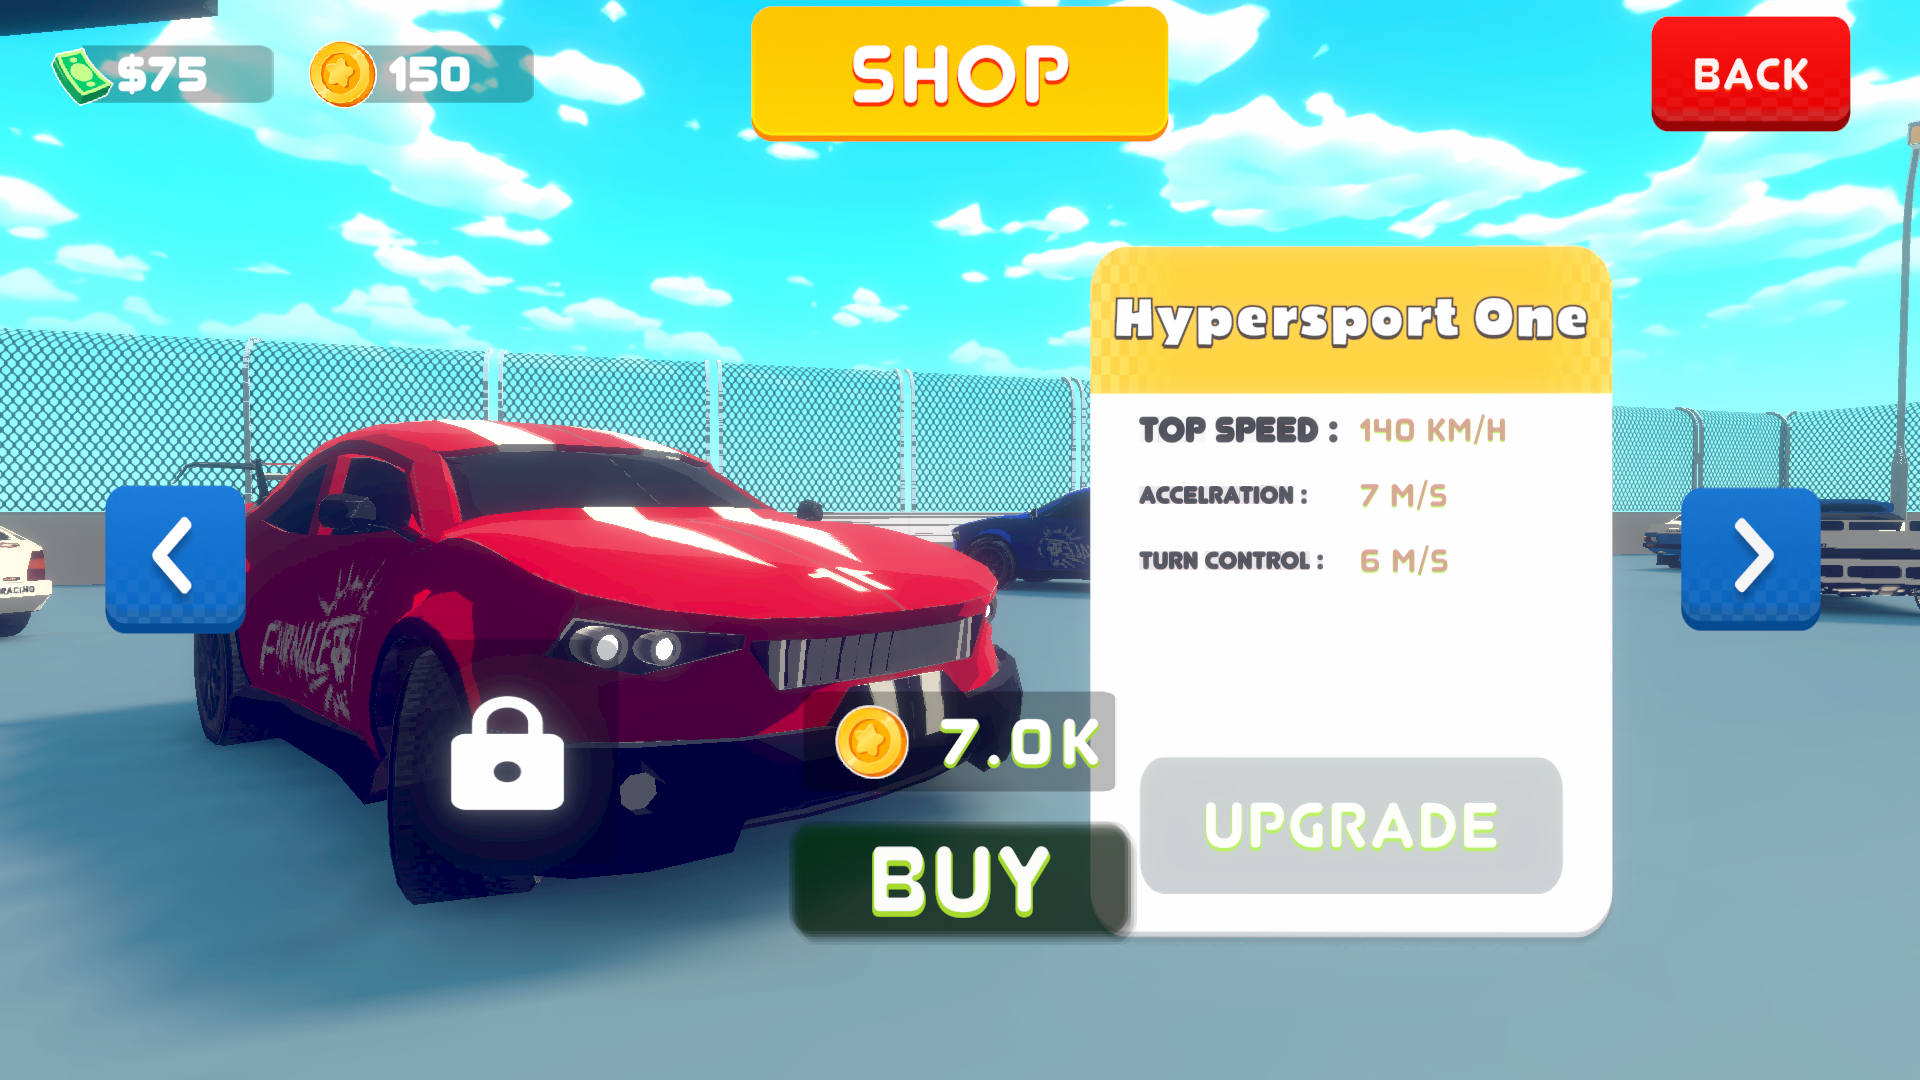 $75
150
SHOP
BACK
Hypersport One
TOP SPEED : 140 KM/H
ACCELRATION : 7 M/S
TURN CONTROL : 6 M/S
RACING
7.0K
UPGRADE
BUY